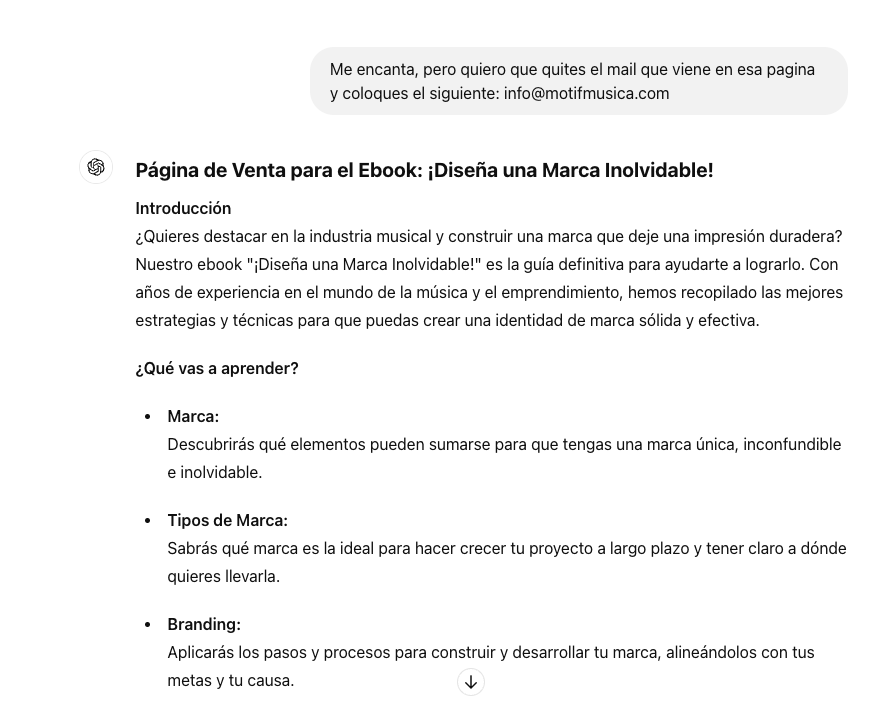 Me encanta, pero quiero que quites el mail que viene en esa pagina
y coloques el siguiente: info@motifmusica.com
Página de Venta para el Ebook: ¡Diseña una Marca Inolvidable!
Introducción
¿Quieres destacar en la industria musical y construir una marca que deje una impresión duradera?
Nuestro ebook "¡Diseña una Marca Inolvidable!" es la guía definitiva para ayudarte a lograrlo. Con
años de experiencia en el mundo de la música y el emprendimiento, hemos recopilado las mejores
estrategias y técnicas para que puedas crear una identidad de marca sólida y efectiva.
¿Qué vas a aprender?
• Marca:
Descubrirás qué elementos pueden sumarse para que tengas una marca única, inconfundible
e inolvidable.
• Tipos de Marca:
Sabrás qué marca es la ideal para hacer crecer tu proyecto a largo plazo y tener claro a dónde
quieres llevarla.
• Branding:
Aplicarás los pasos y procesos para construir y desarrollar tu marca, alineándolos con tus
metas y tu causa.